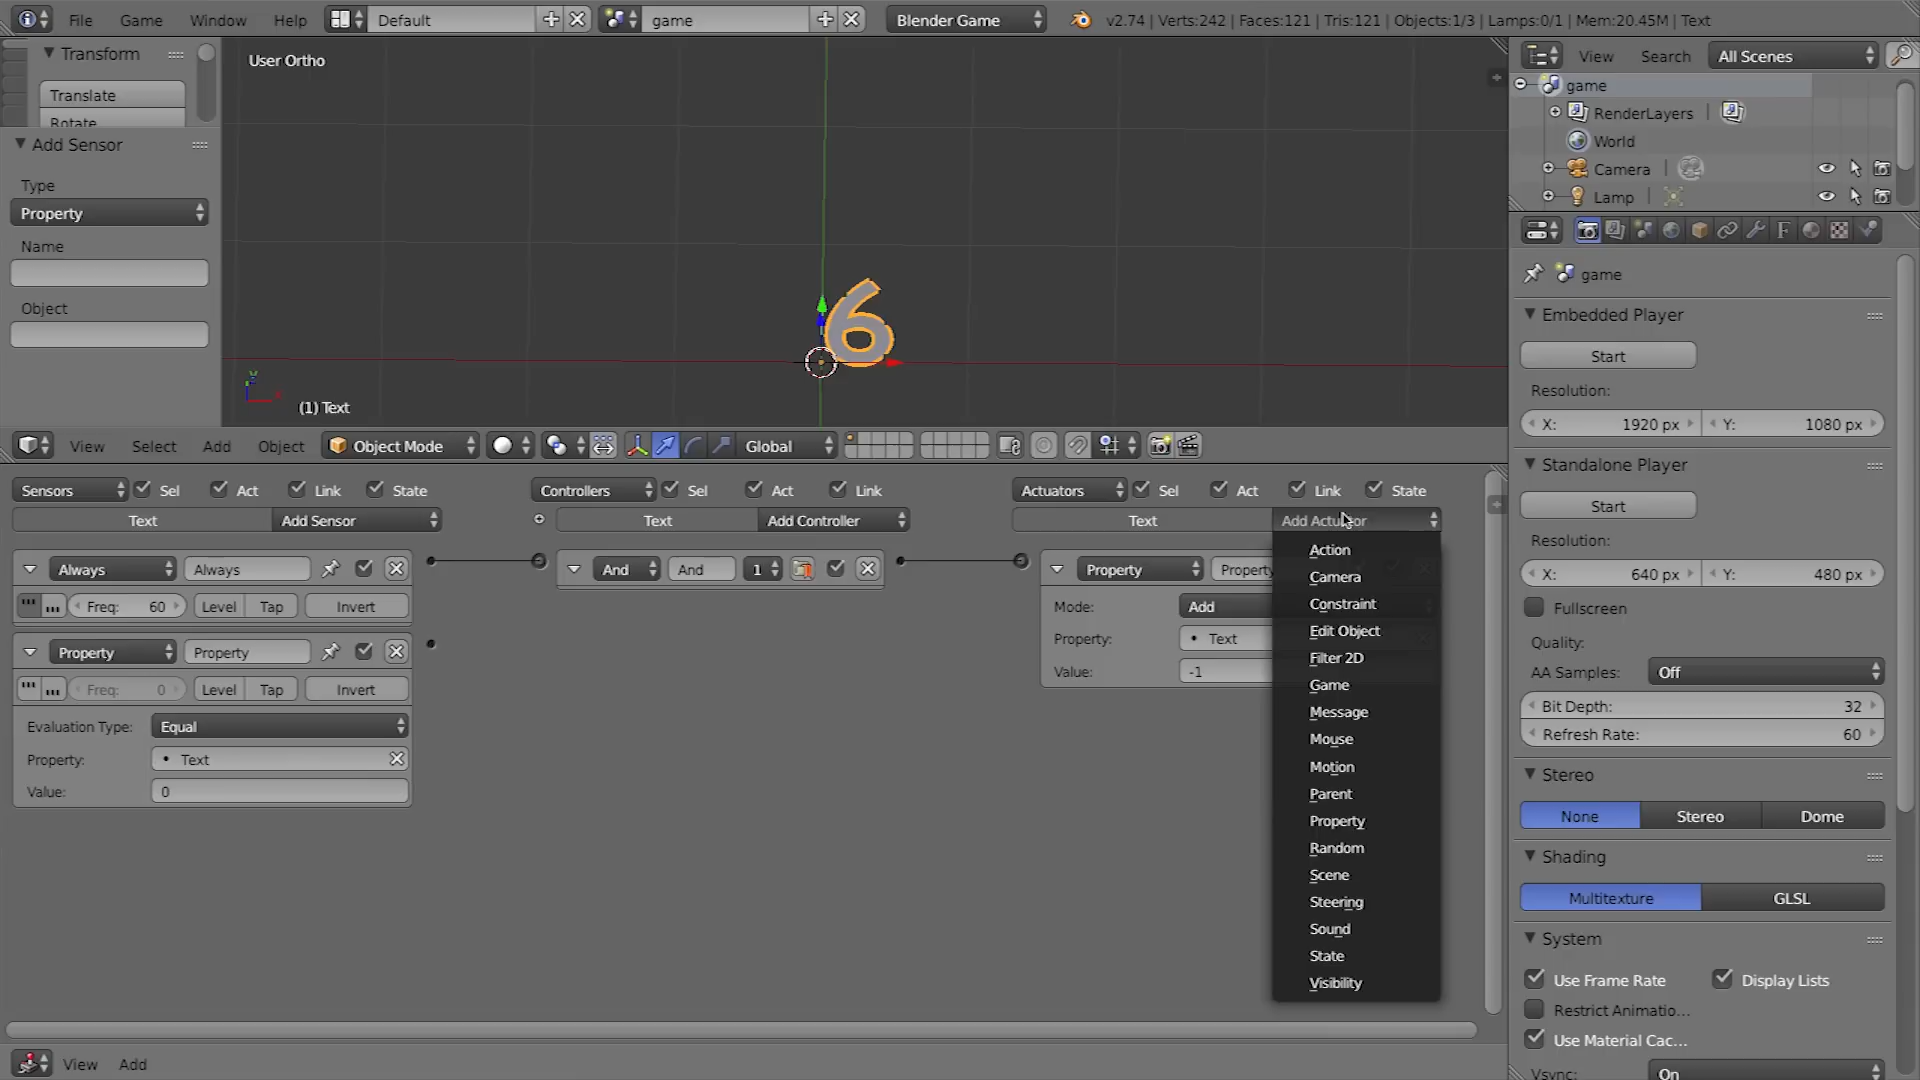 File Game Window Help Default game Blender Game v2.74 | Verts:242 | Faces:121 | Tris:121 | Objects:1/3 | Lamps:0/1 | Mem:20.45M | Text
Transform
Translate
Rotate
Add Sensor
Type
Property
Name
Object
User Ortho
6
(1) Text
View Search All Scenes
game
RenderLayers
World
Camera
Lamp
View Select Add Object Object Mode Global
Sensors Sel Act Link State Controllers Sel Act Link Actuators Sel Act Link State
Text Add Sensor Text Add Controller Text Add Actuator
Always Always And And 1 Property Property
Freq: 60 Level Tap Invert Mode: Add
Property Property Property: Text
Freq: 0 Level Tap Invert Value: -1
Evaluation Type: Equal
Property: Text
Value: 0
Action
Camera
Constraint
Edit Object
Filter 2D
Game
Message
Mouse
Motion
Parent
Property
Random
Scene
Steering
Sound
State
Visibility
View Add
game
Embedded Player
Start
Resolution:
X: 1920 px Y: 1080 px
Standalone Player
Start
Resolution:
X: 640 px Y: 480 px
Fullscreen
Quality:
AA Samples: Off
Bit Depth: 32
Refresh Rate: 60
Stereo
None Stereo Dome
Shading
Multitexture GLSL
System
Use Frame Rate Display Lists
Restrict Animatio...
Use Material Cac...
Vsync: On